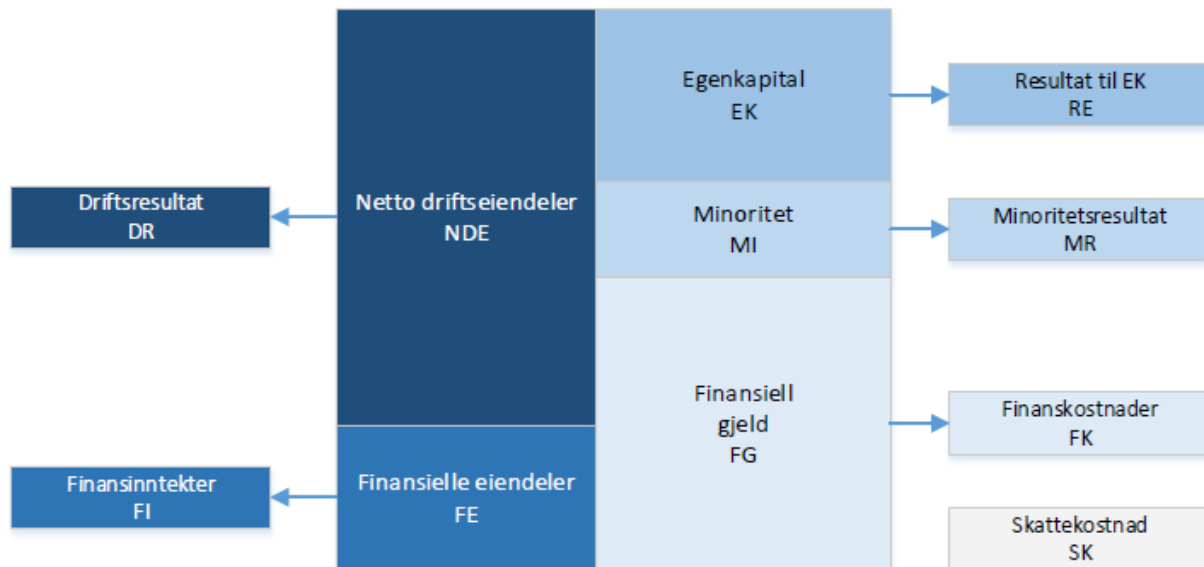 Driftsresultat
DR
Finansinntekter
FI
Netto driftseiendeler
NDE
Finansielle eiendeler
FE
Egenkapital
EK
Minoritet
MI
Finansiell
gjeld
FG
Resultat til EK
RE
Minoritetsresultat
MR
Finanskostnader
FK
Skattekostnad
SK